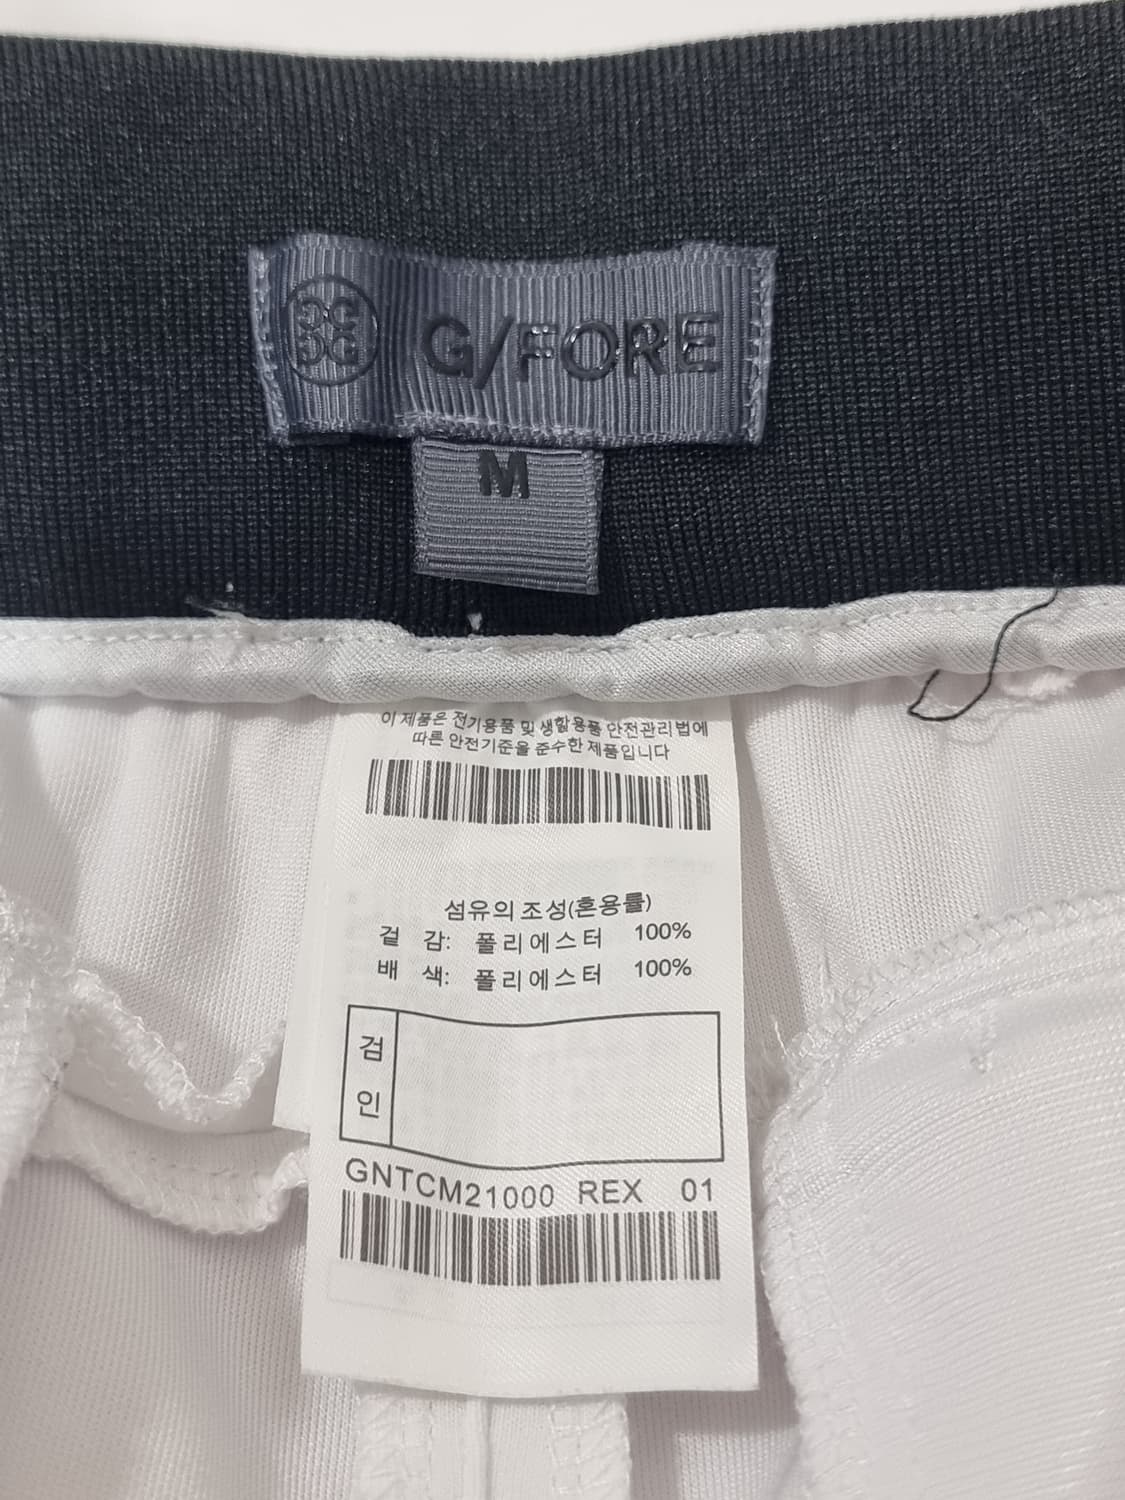 G/FORE
M
이 제품은 전기용품 및 생활용품 안전관리법에
따른 안전기준을 준수한 제품입니다
섬유의 조성(혼용률)
겉 감: 폴리에스터 100%
배 색: 폴리에스터 100%
검
인
GNTCM21000 REX 01